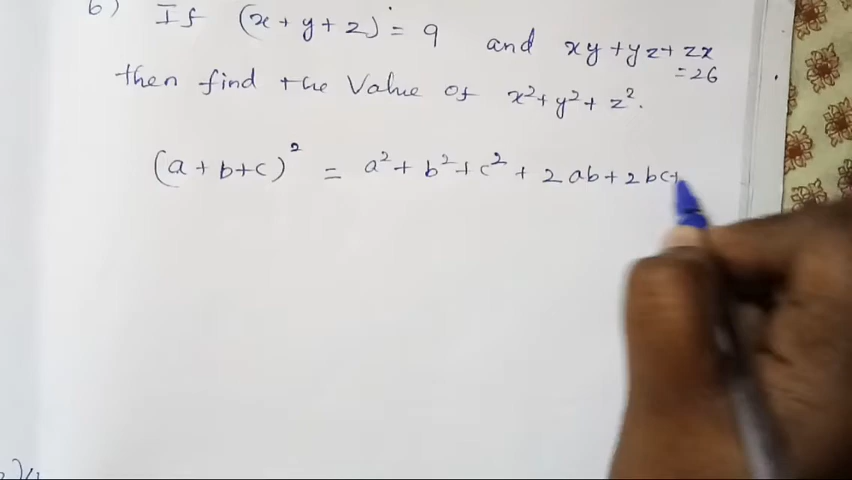 6) If (x + y + z) = 9 and xy + yz + zx
= 26
then find the Value of x² + y² + z².
(a + b + c)² = a² + b² + c² + 2ab + 2bc +